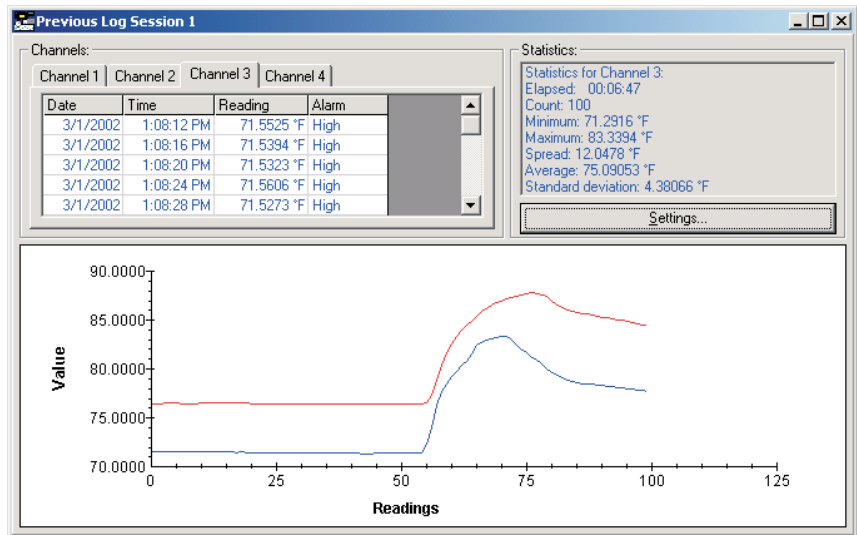 Previous Log Session 1
Channels:
Channel 1 Channel 2 Channel 3 Channel 4
Date Time Reading Alarm
3/1/2002 1:08:12 PM 71.5525 °F High
3/1/2002 1:08:16 PM 71.5394 °F High
3/1/2002 1:08:20 PM 71.5323 °F High
3/1/2002 1:08:24 PM 71.5606 °F High
3/1/2002 1:08:28 PM 71.5273 °F High
Statistics:
Statistics for Channel 3:
Elapsed: 00:06:47
Count: 100
Minimum: 71.2916 °F
Maximum: 83.3394 °F
Spread: 12.0478 °F
Average: 75.09053 °F
Standard deviation: 4.38066 °F
Settings...
90.0000
85.0000
80.0000
75.0000
70.0000
Value
0 25 50 75 100 125
Readings